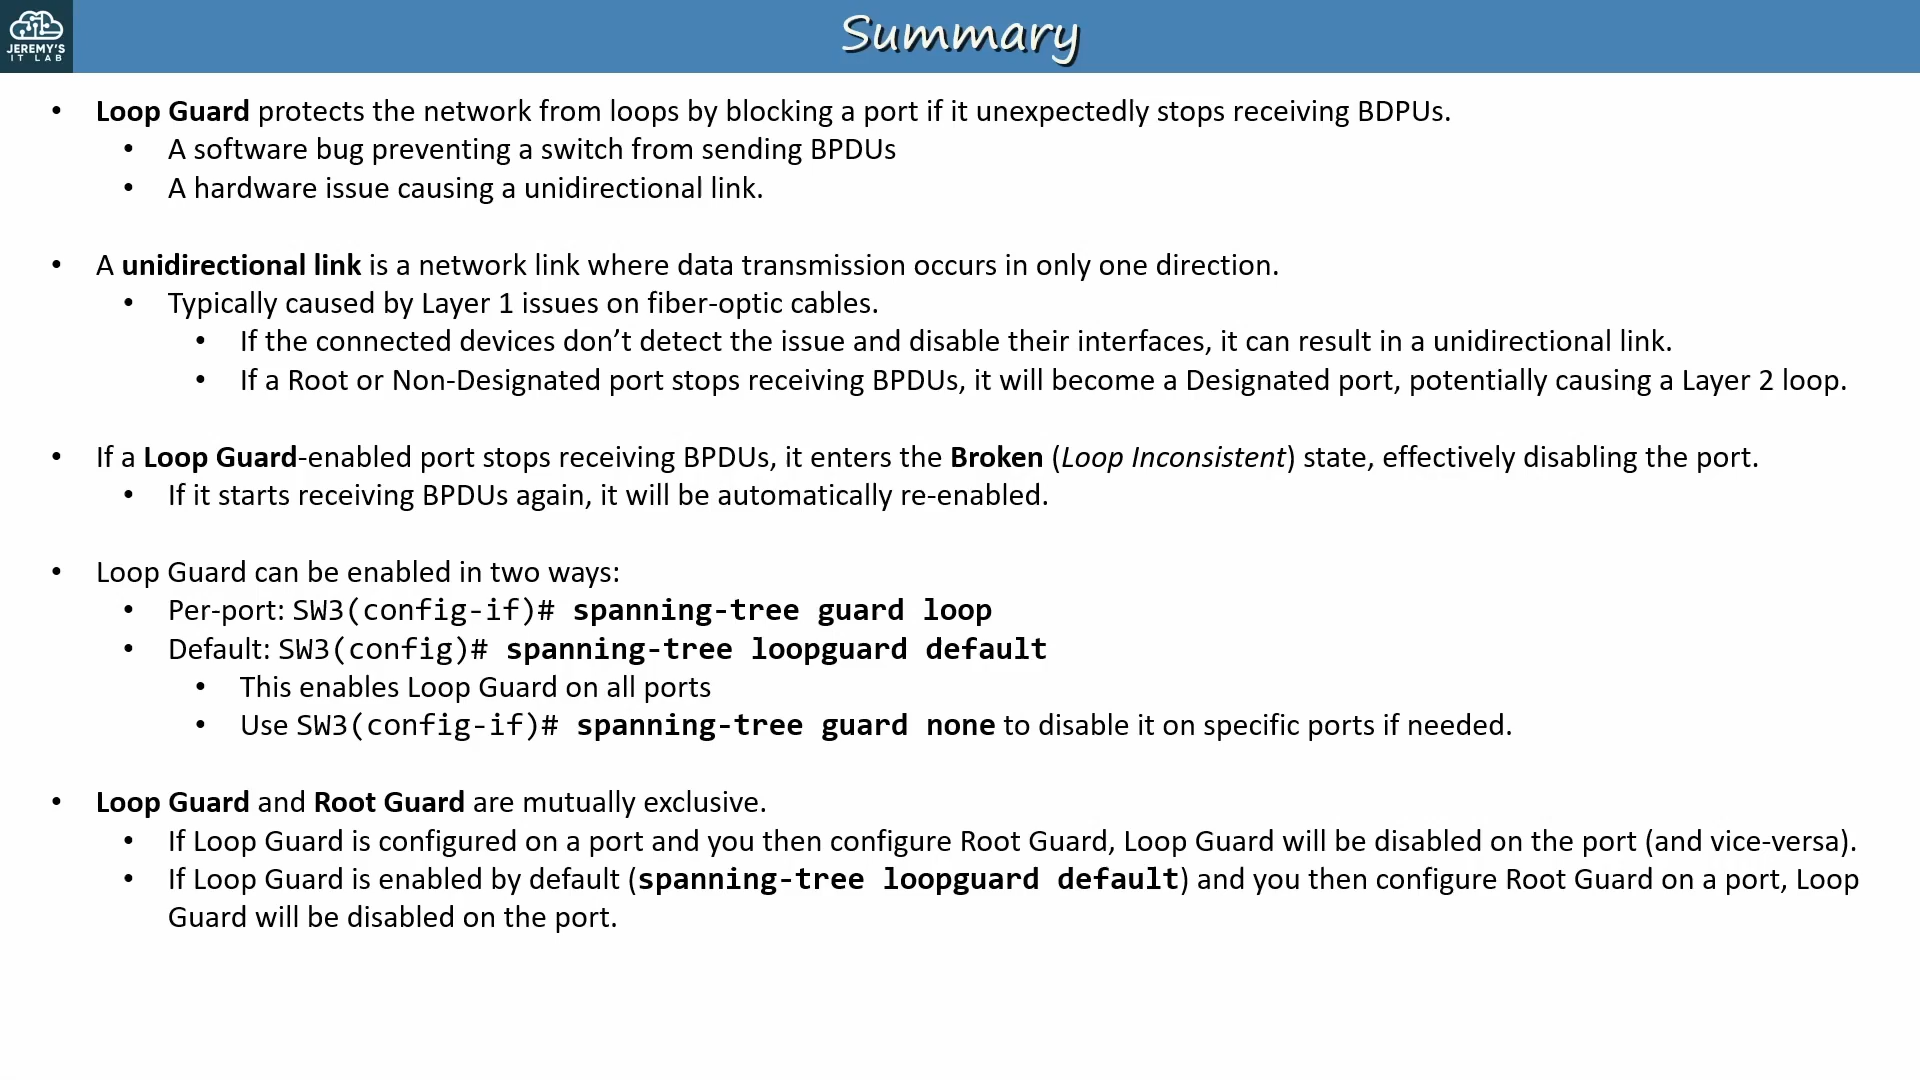 JEREMY'S
IT LAB
Summary
• Loop Guard protects the network from loops by blocking a port if it unexpectedly stops receiving BDPUs.
• A software bug preventing a switch from sending BPDUs
• A hardware issue causing a unidirectional link.
• A unidirectional link is a network link where data transmission occurs in only one direction.
• Typically caused by Layer 1 issues on fiber-optic cables.
• If the connected devices don’t detect the issue and disable their interfaces, it can result in a unidirectional link.
• If a Root or Non-Designated port stops receiving BPDUs, it will become a Designated port, potentially causing a Layer 2 loop.
• If a Loop Guard-enabled port stops receiving BPDUs, it enters the Broken (Loop Inconsistent) state, effectively disabling the port.
• If it starts receiving BPDUs again, it will be automatically re-enabled.
• Loop Guard can be enabled in two ways:
• Per-port: SW3(config-if)# spanning-tree guard loop
• Default: SW3(config)# spanning-tree loopguard default
• This enables Loop Guard on all ports
• Use SW3(config-if)# spanning-tree guard none to disable it on specific ports if needed.
• Loop Guard and Root Guard are mutually exclusive.
• If Loop Guard is configured on a port and you then configure Root Guard, Loop Guard will be disabled on the port (and vice-versa).
• If Loop Guard is enabled by default (spanning-tree loopguard default) and you then configure Root Guard on a port, Loop
Guard will be disabled on the port.